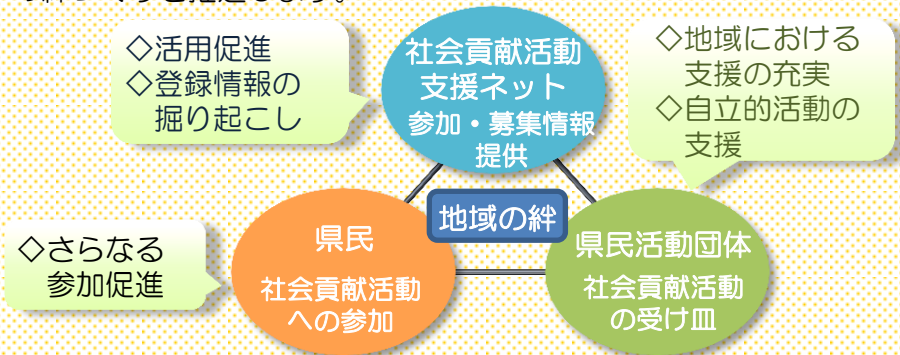 ◇活用促進
◇登録情報の
掘り起こし
社会貢献活動
支援ネット
参加・募集情報
提供
◇地域における
支援の充実
◇自立的活動の
支援
地域の絆
◇さらなる
参加促進
県民
社会貢献活動
への参加
県民活動団体
社会貢献活動
の受け皿